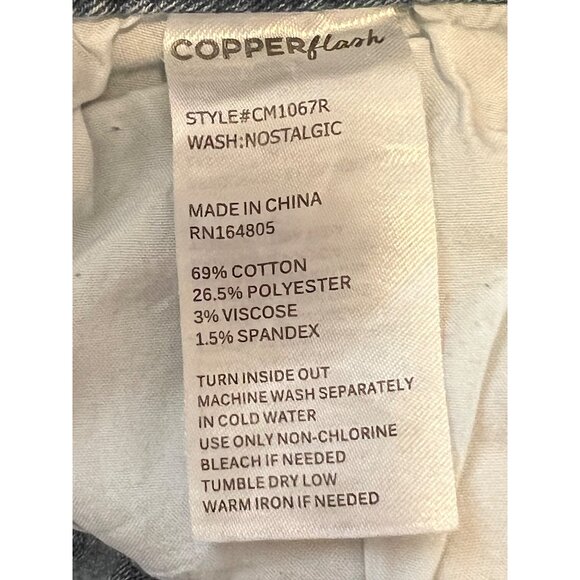 COPPERflash
STYLE#CM1067R
WASH:NOSTALGIC
MADE IN CHINA
RN164805
69% COTTON
26.5% POLYESTER
3% VISCOSE
1.5% SPANDEX
TURN INSIDE OUT
MACHINE WASH SEPARATELY
IN COLD WATER
USE ONLY NON-CHLORINE
BLEACH IF NEEDED
TUMBLE DRY LOW
WARM IRON IF NEEDED